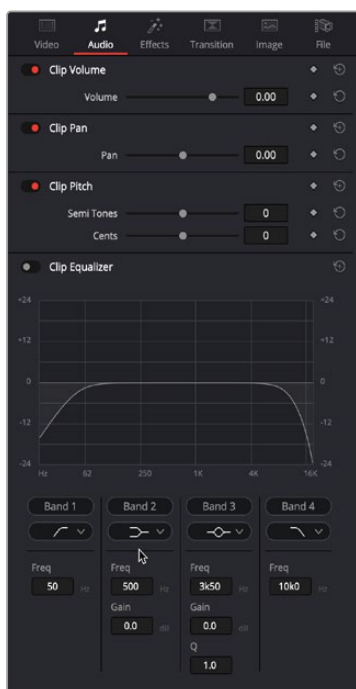 Video Audio Effects Transition Image File
Clip Volume
Volume 0.00
Clip Pan
Pan 0.00
Clip Pitch
Semi Tones 0
Cents 0
Clip Equalizer
+24 +24
+12 +12
0 0
-12 -12
-24 -24
Hz 62 250 1K 4K 16K
Band 1 Band 2 Band 3 Band 4
Freq Freq Freq Freq
50 Hz 500 Hz 3k50 Hz 10k0 Hz
Gain Gain
0.0 dB 0.0 dB
Q
1.0